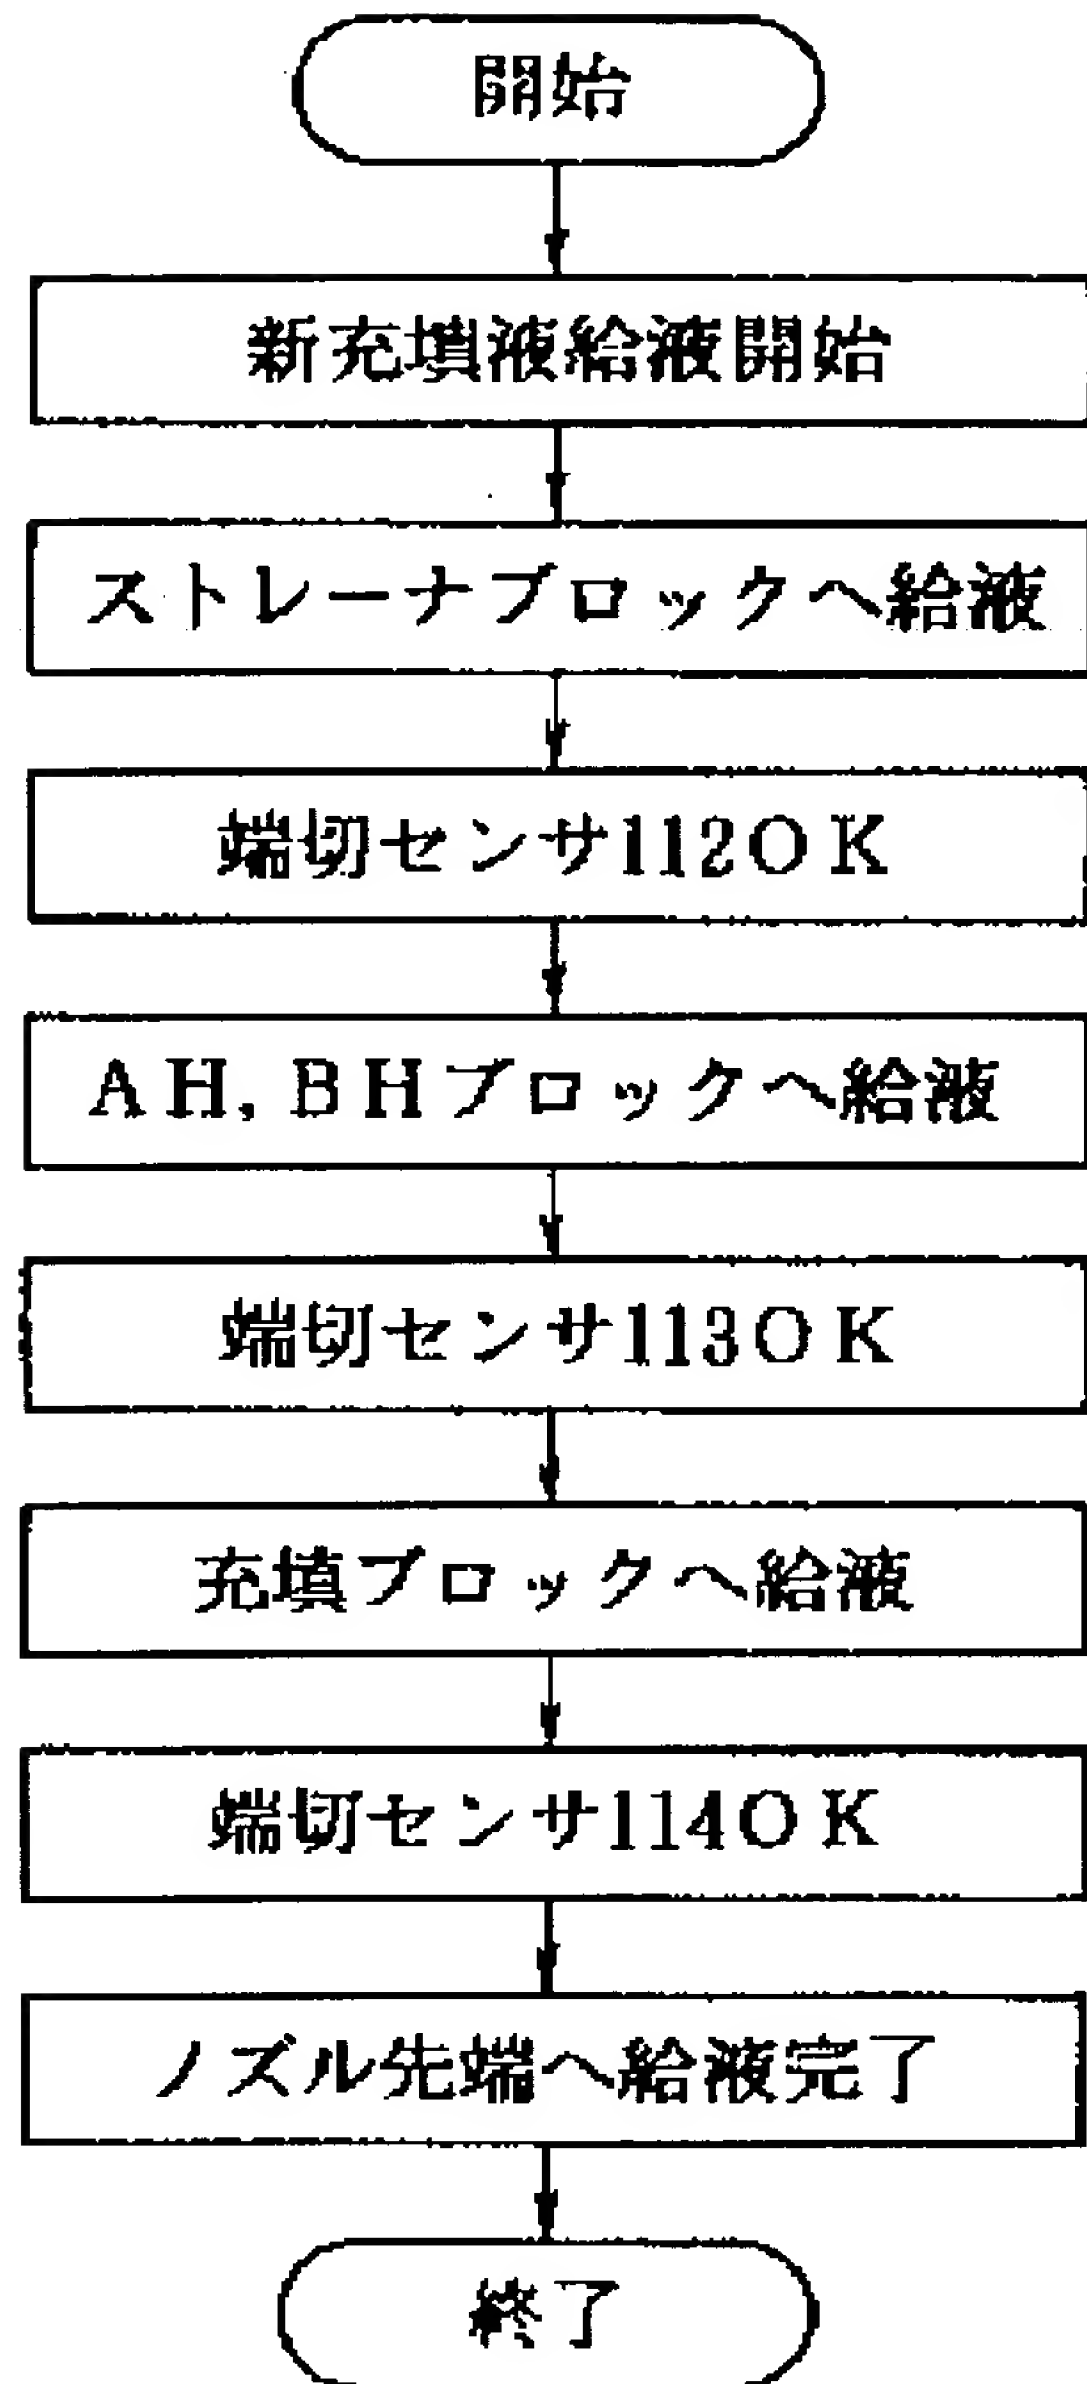 開始
新充填液給液開始
ストレーナブロックへ給液
端切センサ112OK
AH, BHブロックへ給液
端切センサ113OK
充填ブロックへ給液
端切センサ114OK
ノズル先端へ給液完了
終了